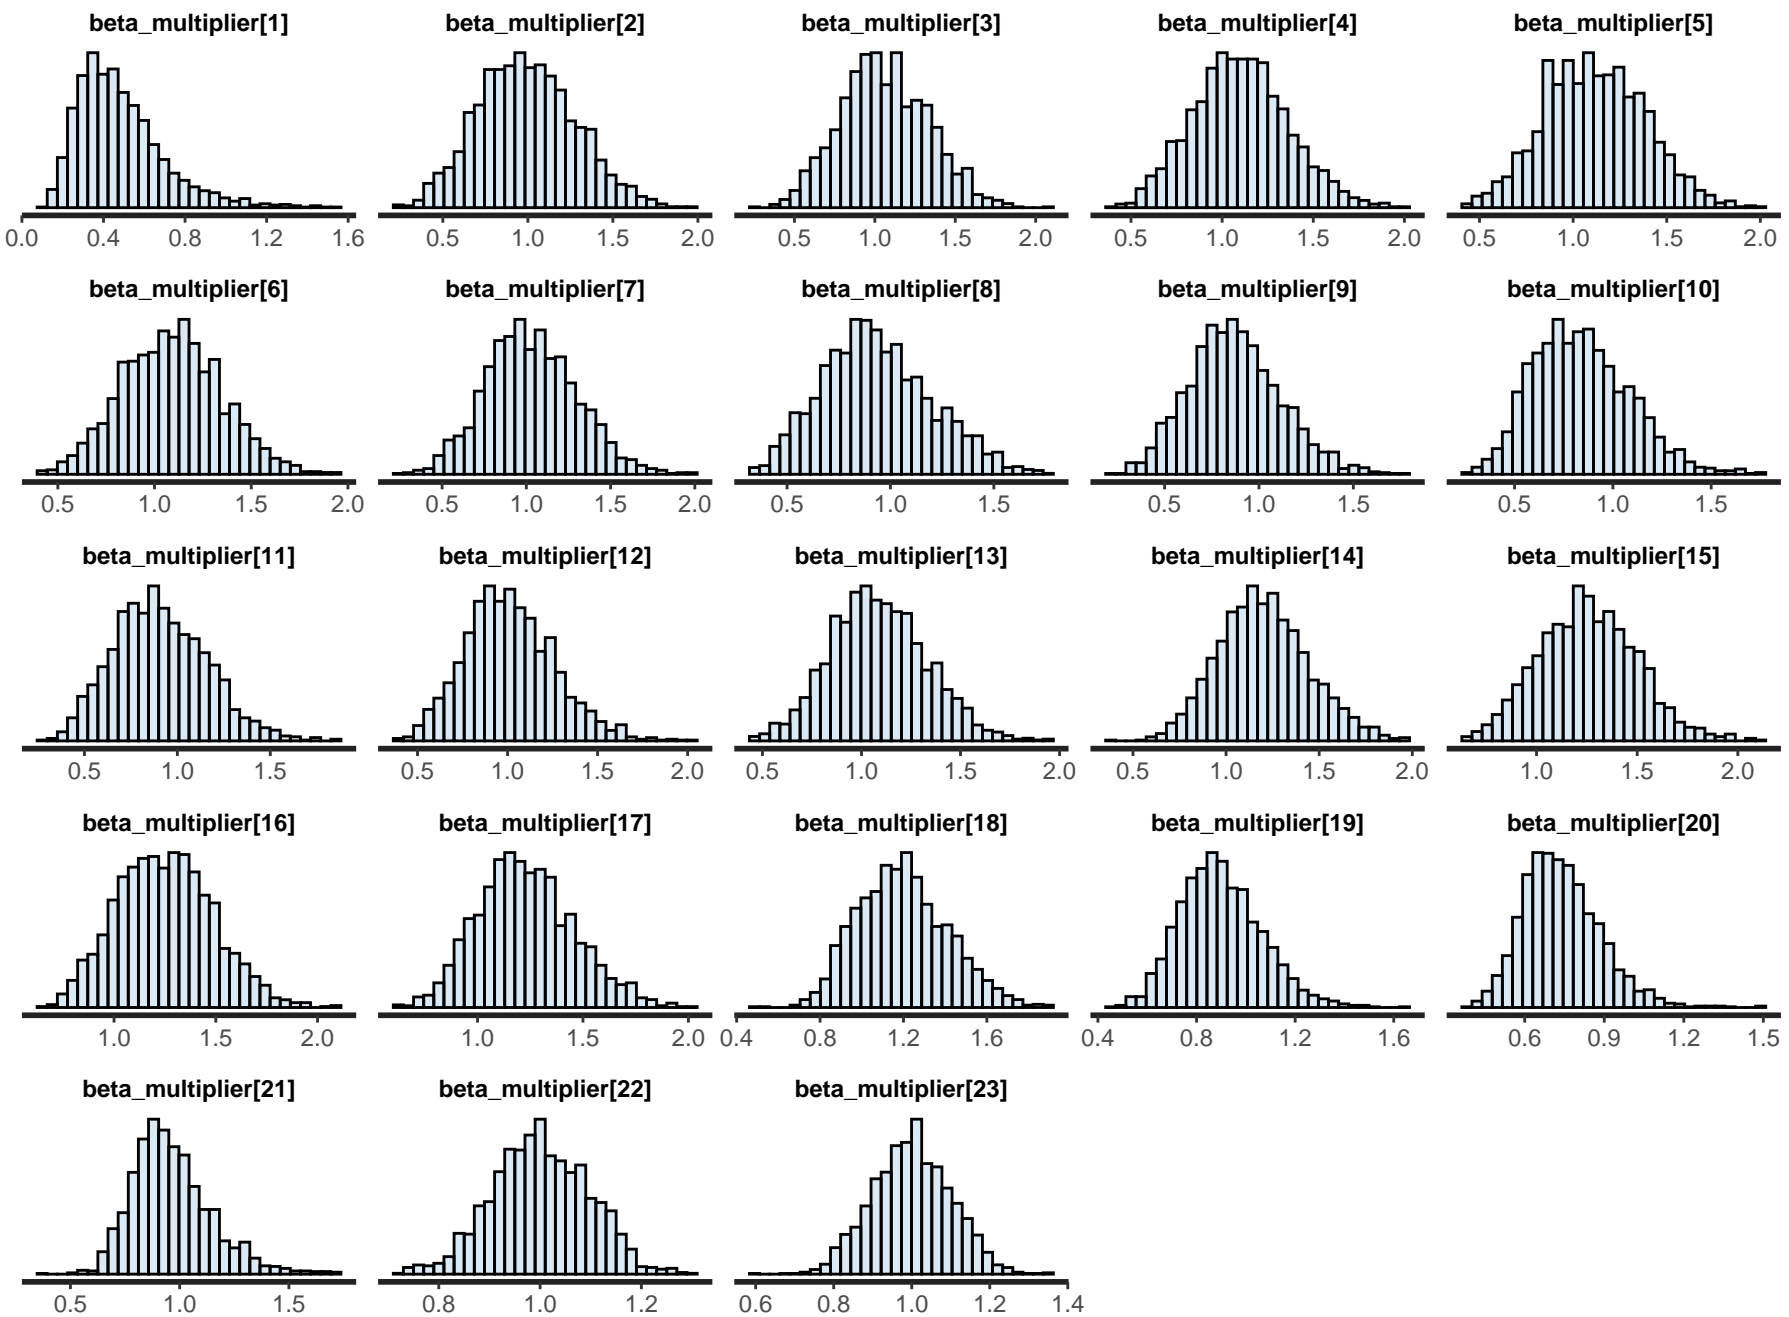 beta_multiplier[1] beta_multiplier[2] beta_multiplier[3] beta_multiplier[4] beta_multiplier[5]
0.0 0.4 0.8 1.2 1.6 0.5 1.0 1.5 2.0 0.5 1.0 1.5 2.0 0.5 1.0 1.5 2.0 0.5 1.0 1.5 2.0
beta_multiplier[6] beta_multiplier[7] beta_multiplier[8] beta_multiplier[9] beta_multiplier[10]
0.5 1.0 1.5 2.0 0.5 1.0 1.5 2.0 0.5 1.0 1.5 0.5 1.0 1.5 0.5 1.0 1.5
beta_multiplier[11] beta_multiplier[12] beta_multiplier[13] beta_multiplier[14] beta_multiplier[15]
0.5 1.0 1.5 0.5 1.0 1.5 2.0 0.5 1.0 1.5 2.0 0.5 1.0 1.5 2.0 1.0 1.5 2.0
beta_multiplier[16] beta_multiplier[17] beta_multiplier[18] beta_multiplier[19] beta_multiplier[20]
1.0 1.5 2.0 1.0 1.5 2.0 0.4 0.8 1.2 1.6 0.4 0.8 1.2 1.6 0.6 0.9 1.2 1.5
beta_multiplier[21] beta_multiplier[22] beta_multiplier[23]
0.5 1.0 1.5 0.8 1.0 1.2 0.6 0.8 1.0 1.2 1.4